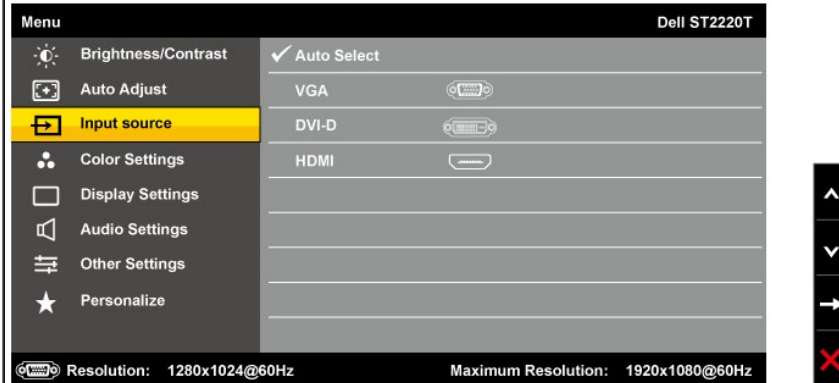 Menu Dell ST2220T
Brightness/Contrast Auto Select
Auto Adjust VGA
Input source DVI-D
Color Settings HDMI
Display Settings
Audio Settings
Other Settings
Personalize
Resolution: 1280x1024@60Hz Maximum Resolution: 1920x1080@60Hz